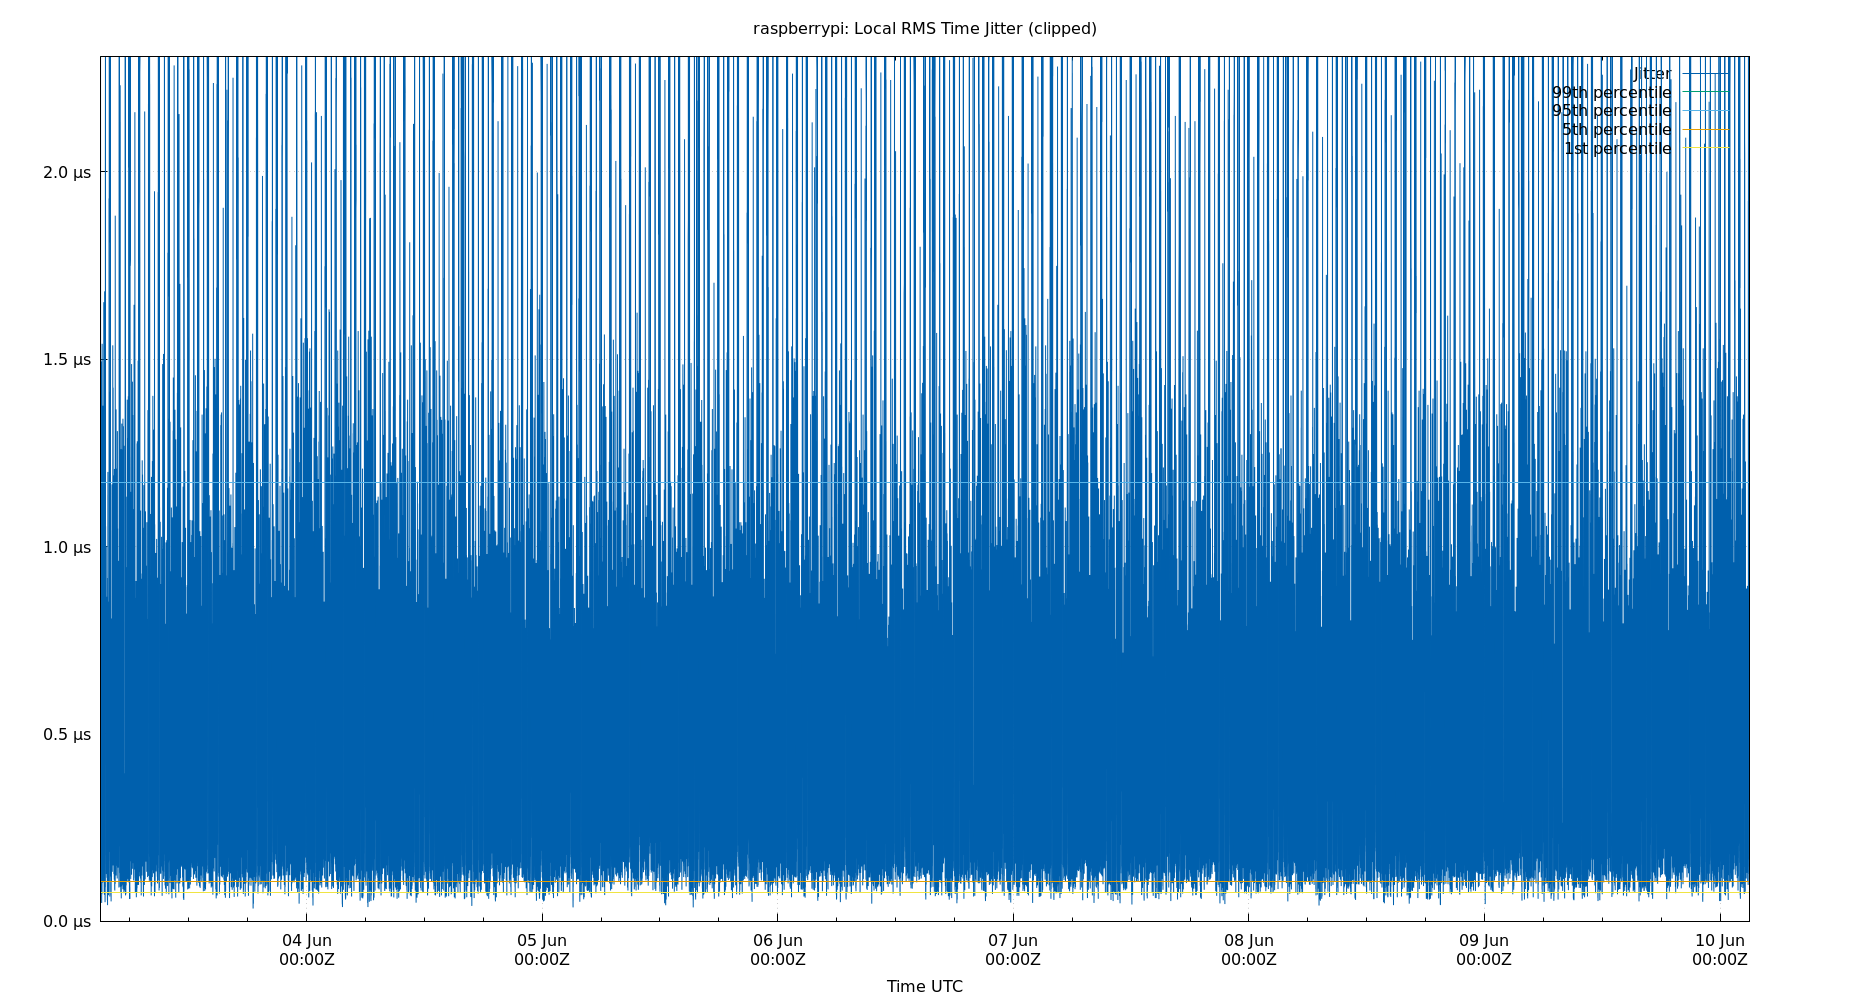 raspberrypi: Local RMS Time Jitter (clipped)
Jitter
99th percentile
95th percentile
5th percentile
1st percentile
2.0 µs
1.5 µs
1.0 µs
0.5 µs
0.0 µs
04 Jun 05 Jun 06 Jun 07 Jun 08 Jun 09 Jun 10 Jun
00:00Z 00:00Z 00:00Z 00:00Z 00:00Z 00:00Z 00:00Z
Time UTC